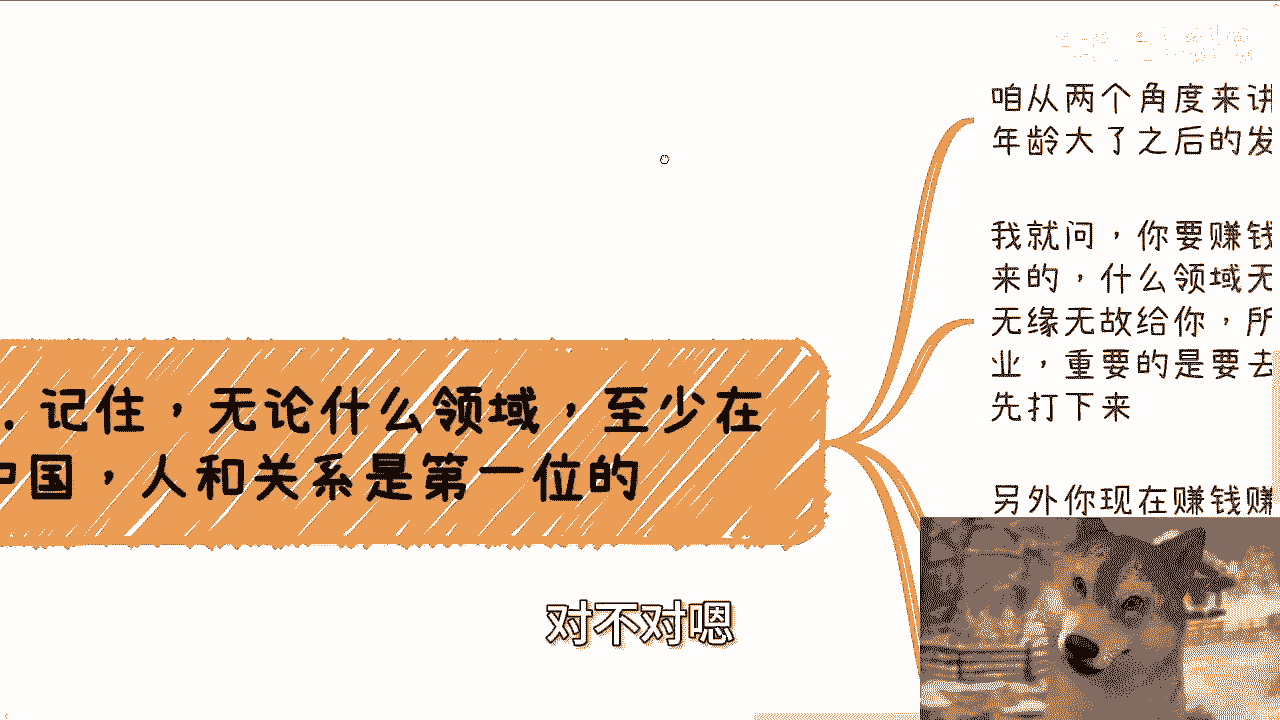 咱从两个角度来讲
年龄大了之后的发
我就问，你要赚钱
来的，什么领域无
无缘无故给你，所
业，重要的是要去
先打下来
. 记住，无论什么领域，至少在
中国，人和关系是第一位的
另外你现在赚钱赚
对不对嗯